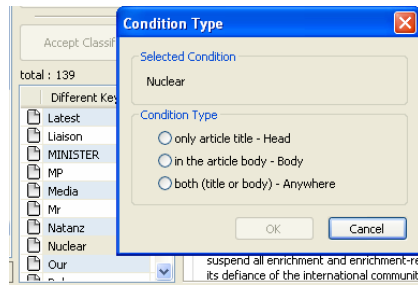 Condition Type
Accept Classif
Selected Condition
Nuclear
total : 139
Different Key
Condition Type
Latest
only article title - Head
Liaison
in the article body - Body
MINISTER
both (title or body) - Anywhere
MP
Media
Mr
OK
Cancel
Natanz
Nuclear
suspend all enrichment and enrichment-re
Our
its defiance of the international communit